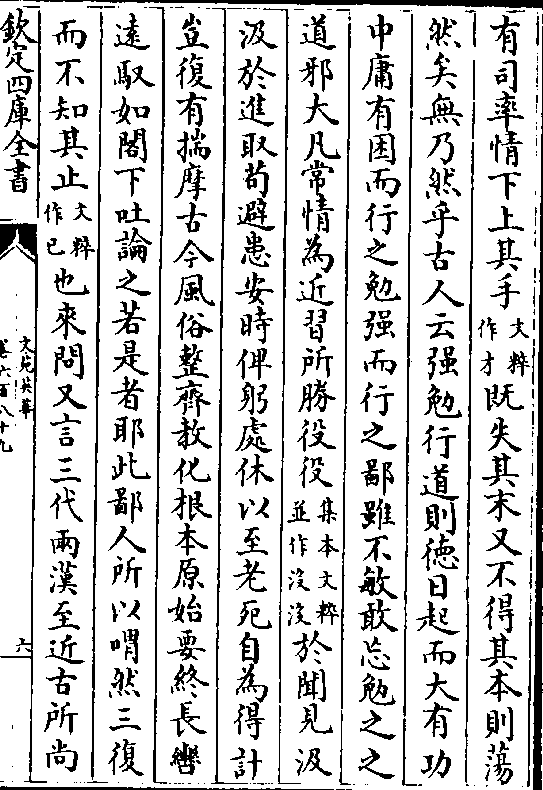 有司率情下上其手文粹作才既失其末又不得其本則蕩
然矣無乃然乎古人云强勉行道則徳日起而大有功
中庸有困而行之勉强而行之鄙雖不敏敢忘勉之之
道邪大凡常情為近習所勝役役集本文粹並作沒沒於聞見汲
汲於進取苟避患安時俾躬處休以至老死自為得計
豈復有揣摩古今風俗整齊教化根本原始要終長轡
遠馭如閣下吐論之若是者耶此鄙人所以喟然三復
而不知其止文粹作已也來問又言三代兩漢至近古所尚
欽定四庫全書
文苑英華
卷六百八十九
六